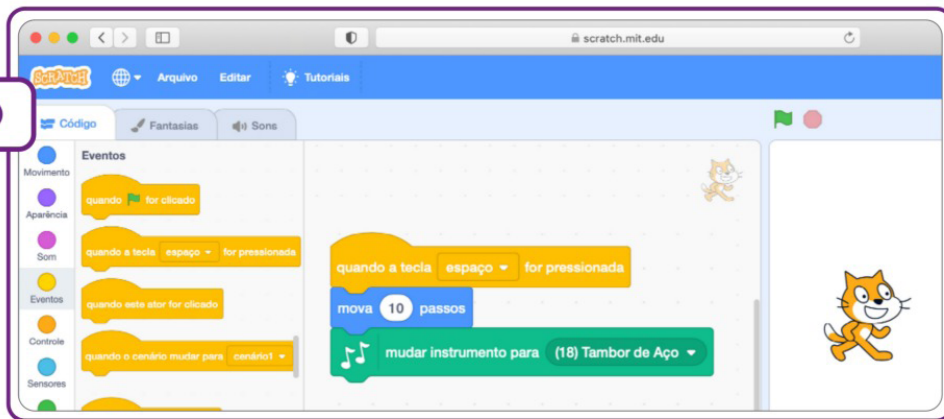 scratch.mit.edu
SCRATCH Arquivo Editar Tutoriais
Código Fantasias Sons
Movimento
Aparência
Som
Eventos
Controle
Sensores
Eventos
quando for clicado
quando a tecla espaço for pressionada
quando este ator for clicado
quando o cenário mudar para cenário1
quando a tecla espaço for pressionada
mova 10 passos
mudar instrumento para (18) Tambor de Aço